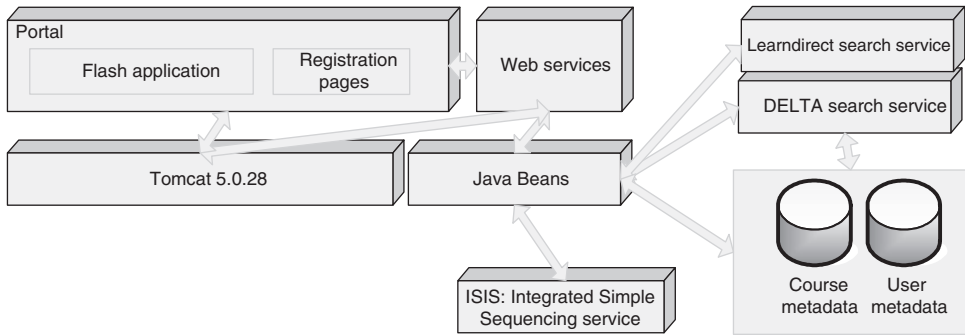 Portal
Flash application
Registration
pages
Web services
Learndirect search service
DELTA search service
Tomcat 5.0.28
Java Beans
ISIS: Integrated Simple
Sequencing service
Course
metadata
User
metadata